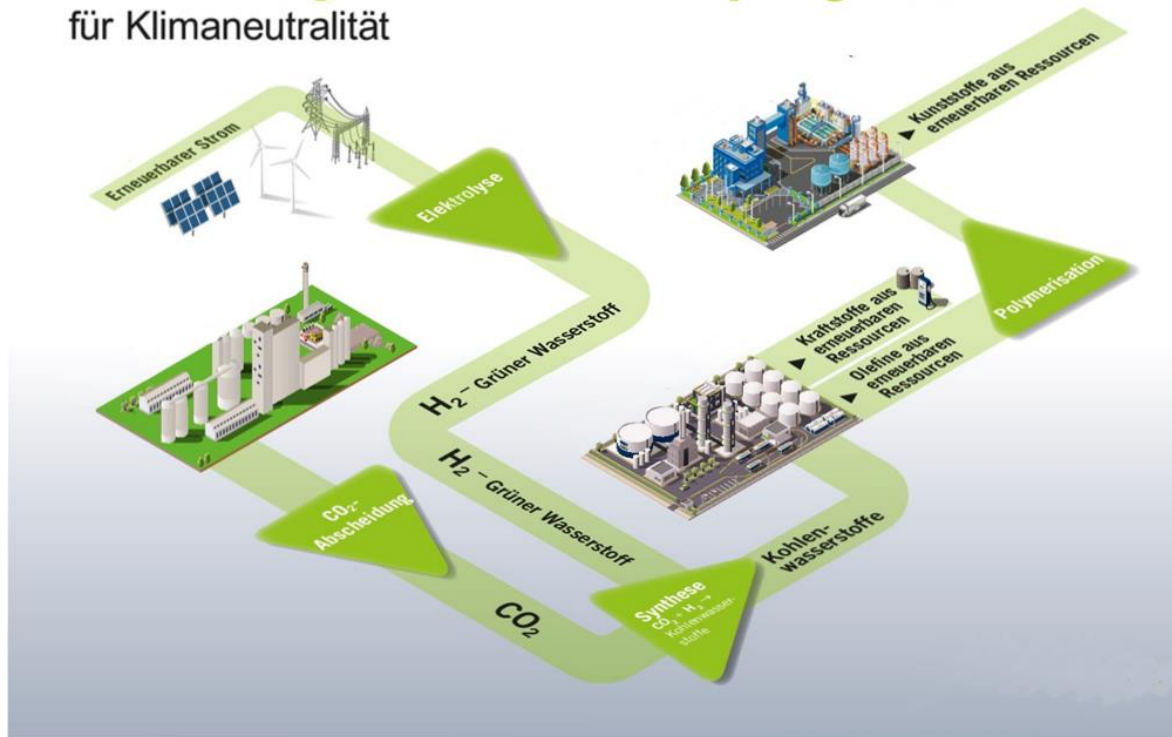 für Klimaneutralität
Erneuerbarer Strom
Elektrolyse
H₂ – Grüner Wasserstoff
H₂ – Grüner Wasserstoff
CO₂-
Abscheidung
CO₂
Synthese
CO₂ + H₂ →
Kohlenwasser-
stoffe
Kohlen-
wasserstoffe
Kraftstoffe aus
erneuerbaren
Ressourcen
Olefine aus
erneuerbaren
Ressourcen
Polymerisation
Kunststoffe aus
erneuerbaren Ressourcen